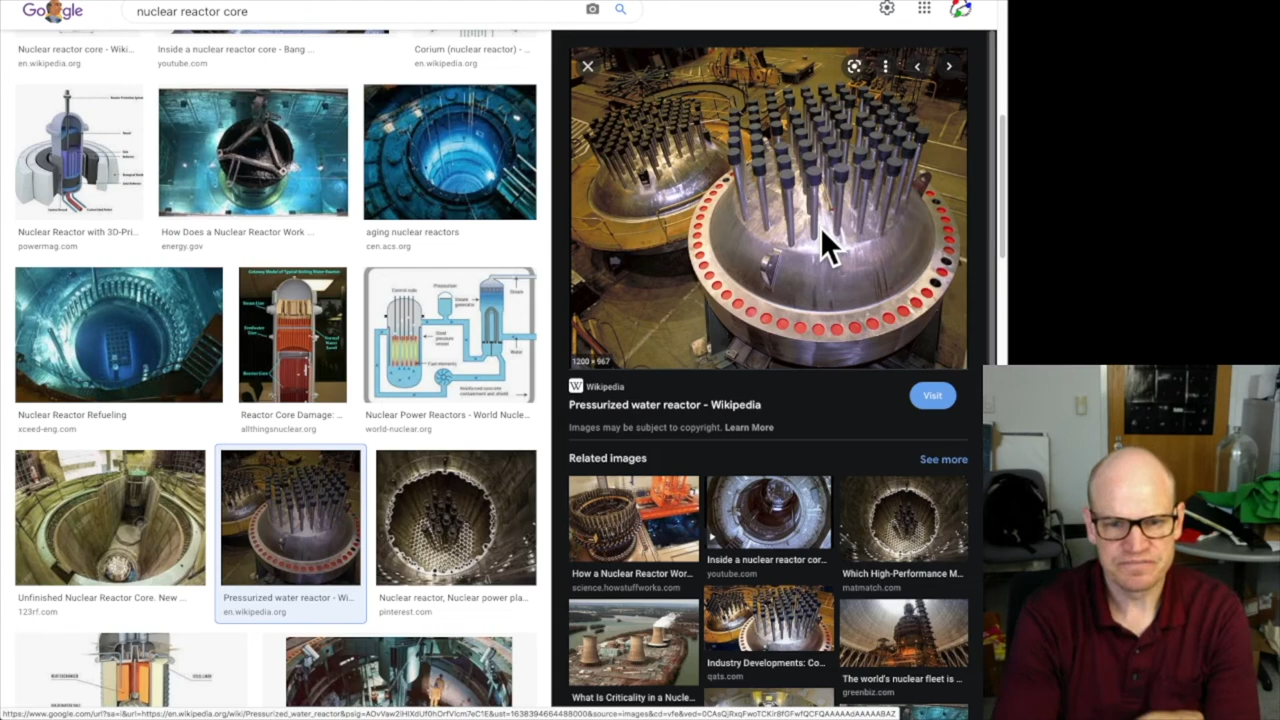 Google
nuclear reactor core
Nuclear reactor core - Wiki...
en.wikipedia.org
Inside a nuclear reactor core - Bang ...
youtube.com
Corium (nuclear reactor) - ...
en.wikipedia.org
Nuclear Reactor with 3D-Pri...
powermag.com
How Does a Nuclear Reactor Work ...
energy.gov
aging nuclear reactors
cen.acs.org
Nuclear Reactor Refueling
xceed-eng.com
Reactor Core Damage: ...
allthingsnuclear.org
Control rods
Steam
Water
Nuclear Power Reactors - World Nucle...
world-nuclear.org
Unfinished Nuclear Reactor Core. New ...
123rf.com
Pressurized water reactor - Wi...
en.wikipedia.org
Nuclear reactor, Nuclear power pla...
pinterest.com
1200 × 967
W Wikipedia
Pressurized water reactor - Wikipedia
Visit
Images may be subject to copyright. Learn More
Related images
See more
How a Nuclear Reactor Wor...
science.howstuffworks.com
Inside a nuclear reactor cor...
youtube.com
Which High-Performance M...
matmatch.com
What Is Criticality in a Nucle...
Industry Developments: Co...
qats.com
The world's nuclear fleet is ...
greenbiz.com